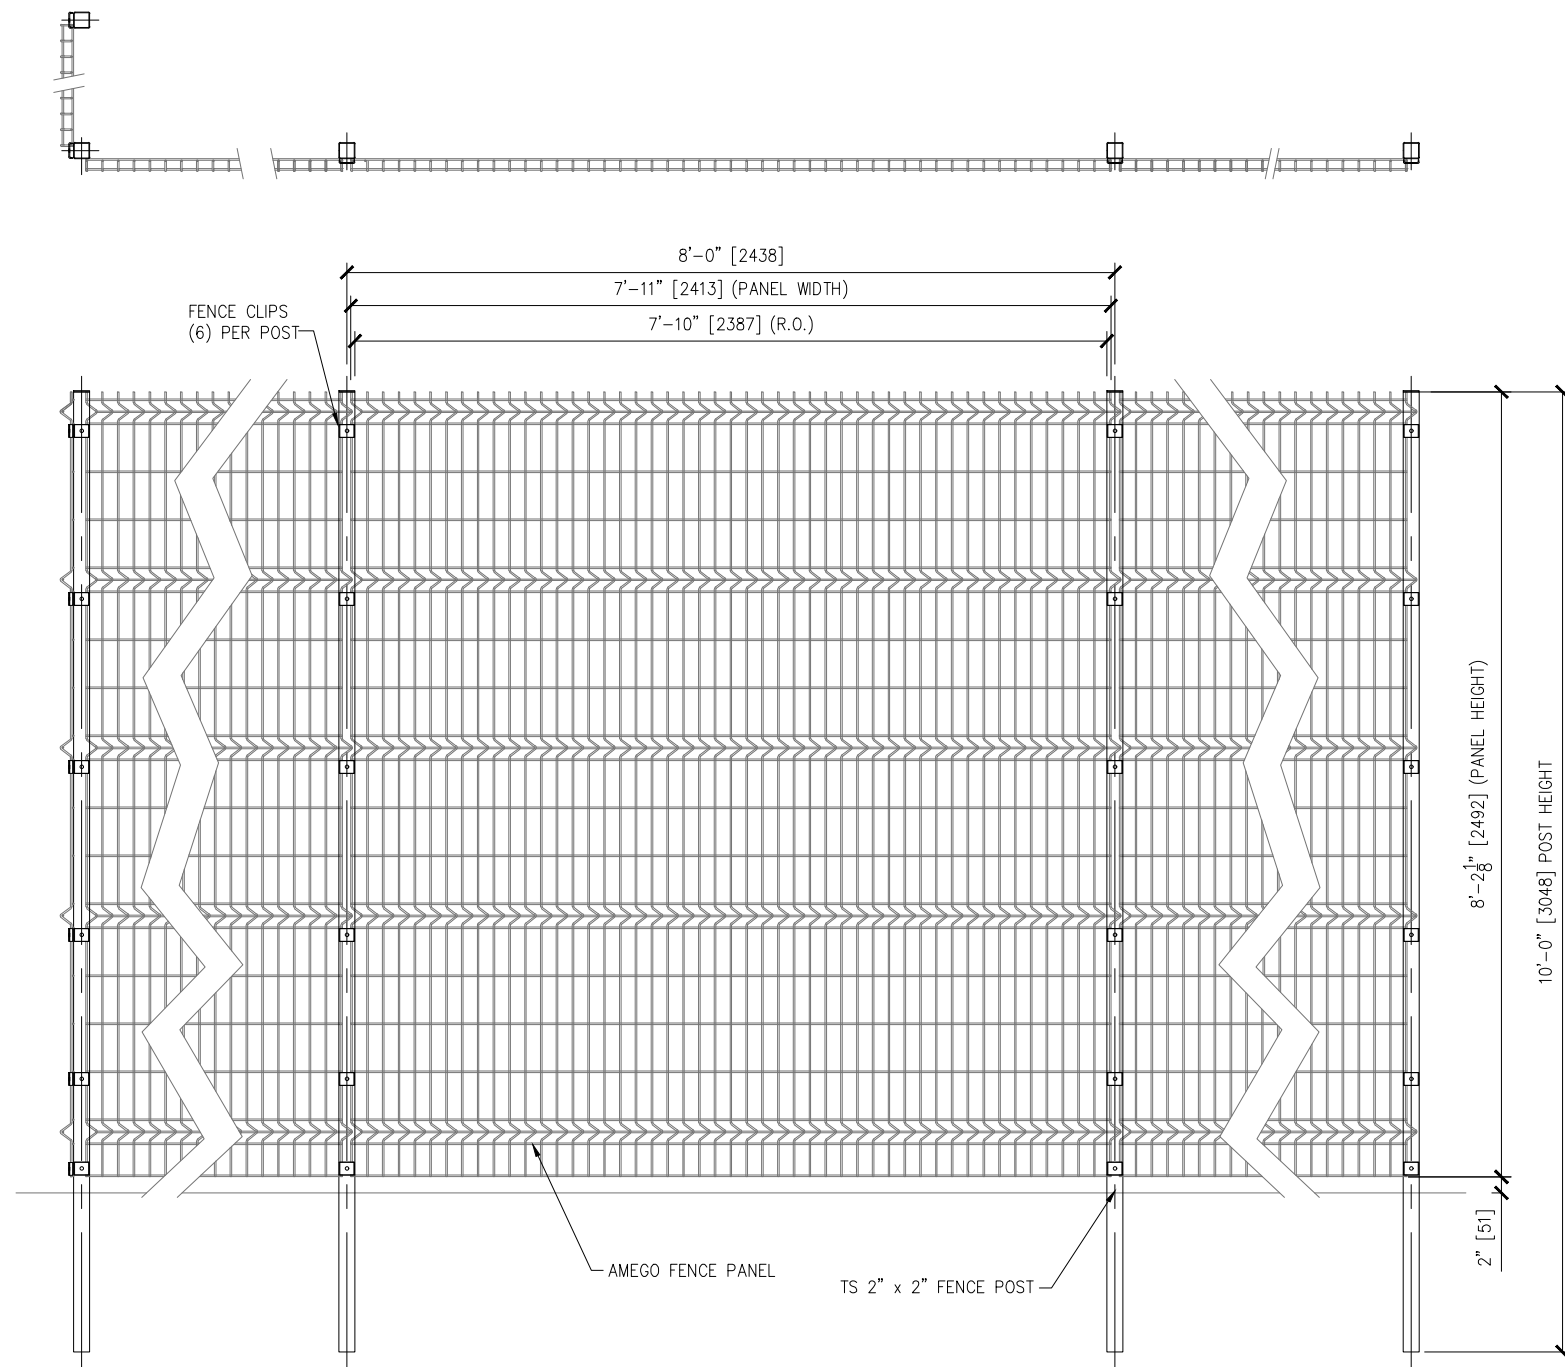 8'-0" [2438]
7'-11" [2413] (PANEL WIDTH)
7'-10" [2387] (R.O.)
FENCE CLIPS
(6) PER POST
8'-2 1/8" [2492] (PANEL HEIGHT)
10'-0" [3048] POST HEIGHT
2" [51]
AMEGO FENCE PANEL
TS 2" x 2" FENCE POST